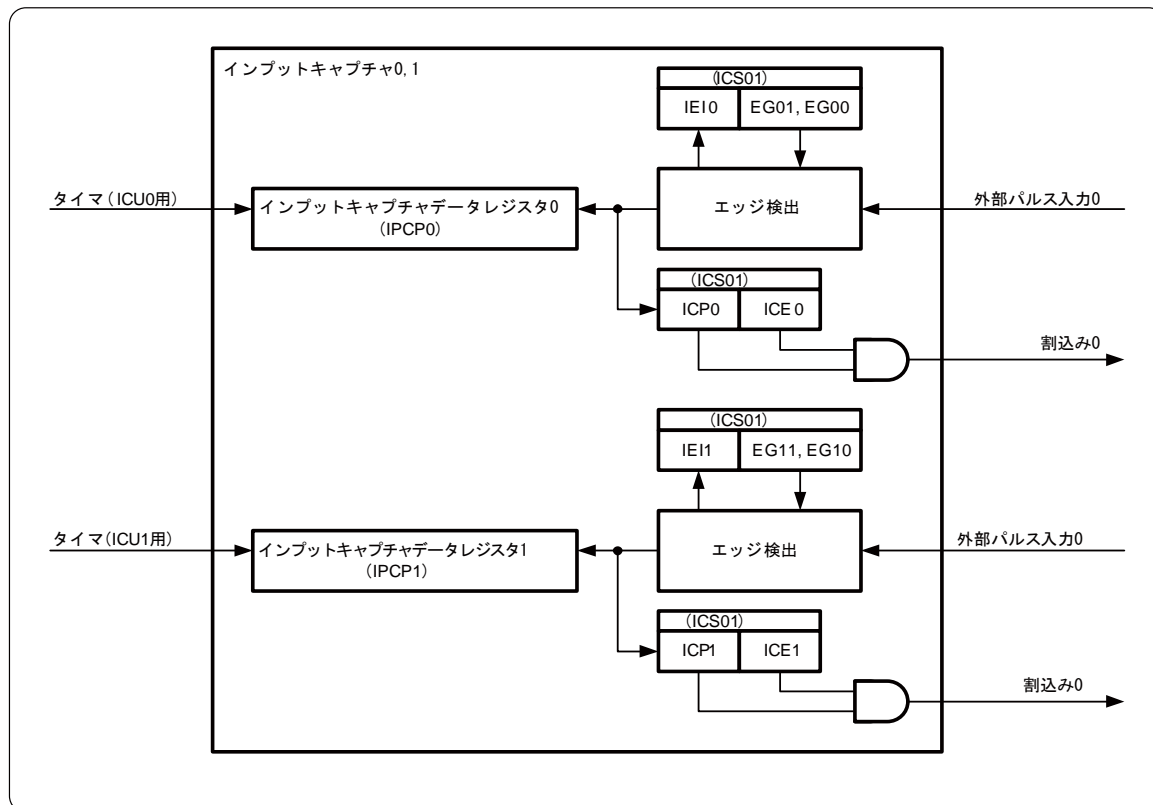 インプットキャプチャ0,1
(ICS01)
IEI0
EG01, EG00
タイマ(ICU0用)
インプットキャプチャデータレジスタ0
(IPCP0)
エッジ検出
外部パルス入力0
(ICS01)
ICP0
ICE0
割込み0
(ICS01)
IEI1
EG11, EG10
タイマ(ICU1用)
インプットキャプチャデータレジスタ1
(IPCP1)
エッジ検出
外部パルス入力0
(ICS01)
ICP1
ICE1
割込み0